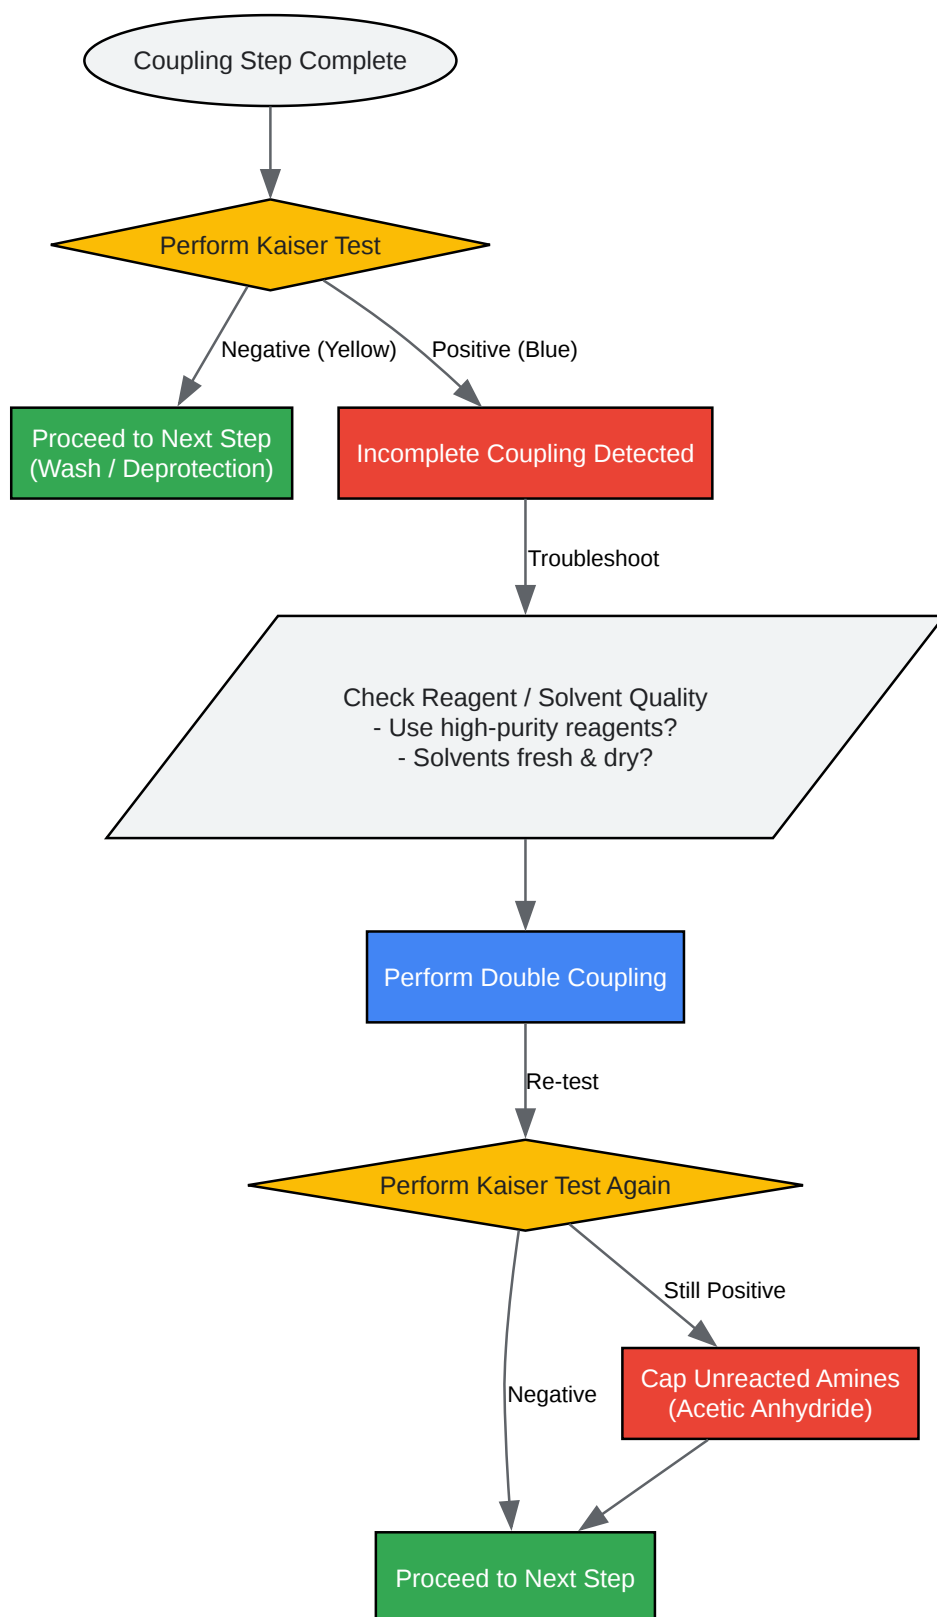 Coupling Step Complete
Perform Kaiser Test
Negative (Yellow)
Positive (Blue)
Proceed to Next Step
(Wash / Deprotection)
Incomplete Coupling Detected
Troubleshoot
Check Reagent / Solvent Quality
- Use high-purity reagents?
- Solvents fresh & dry?
Perform Double Coupling
Re-test
Perform Kaiser Test Again
Still Positive
Cap Unreacted Amines
(Acetic Anhydride)
Negative
Proceed to Next Step